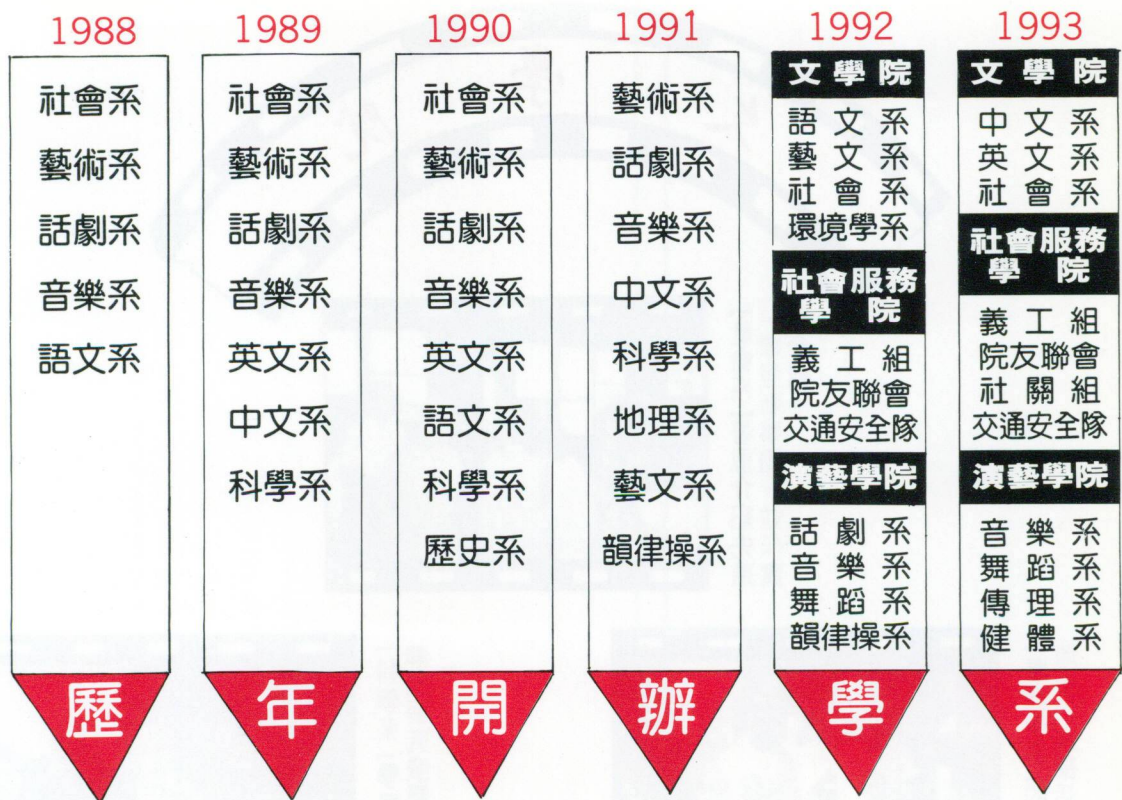 1988
社會系
藝術系
話劇系
音樂系
語文系
歷
1989
社會系
藝術系
話劇系
音樂系
英文系
中文系
科學系
年
1990
社會系
藝術系
話劇系
音樂系
英文系
語文系
科學系
歷史系
開
1991
藝術系
話劇系
音樂系
中文系
科學系
地理系
藝文系
韻律操系
辦
1992
文學院
語文系
藝文系
社會系
環境學系
社會服務
學院
義工組
院友聯會
交通安全隊
演藝學院
話劇系
音樂系
舞蹈系
韻律操系
學
1993
文學院
中文系
英文系
社會系
社會服務
學院
義工組
院友聯會
社關組
交通安全隊
演藝學院
音樂系
舞蹈系
傳理系
健體系
系